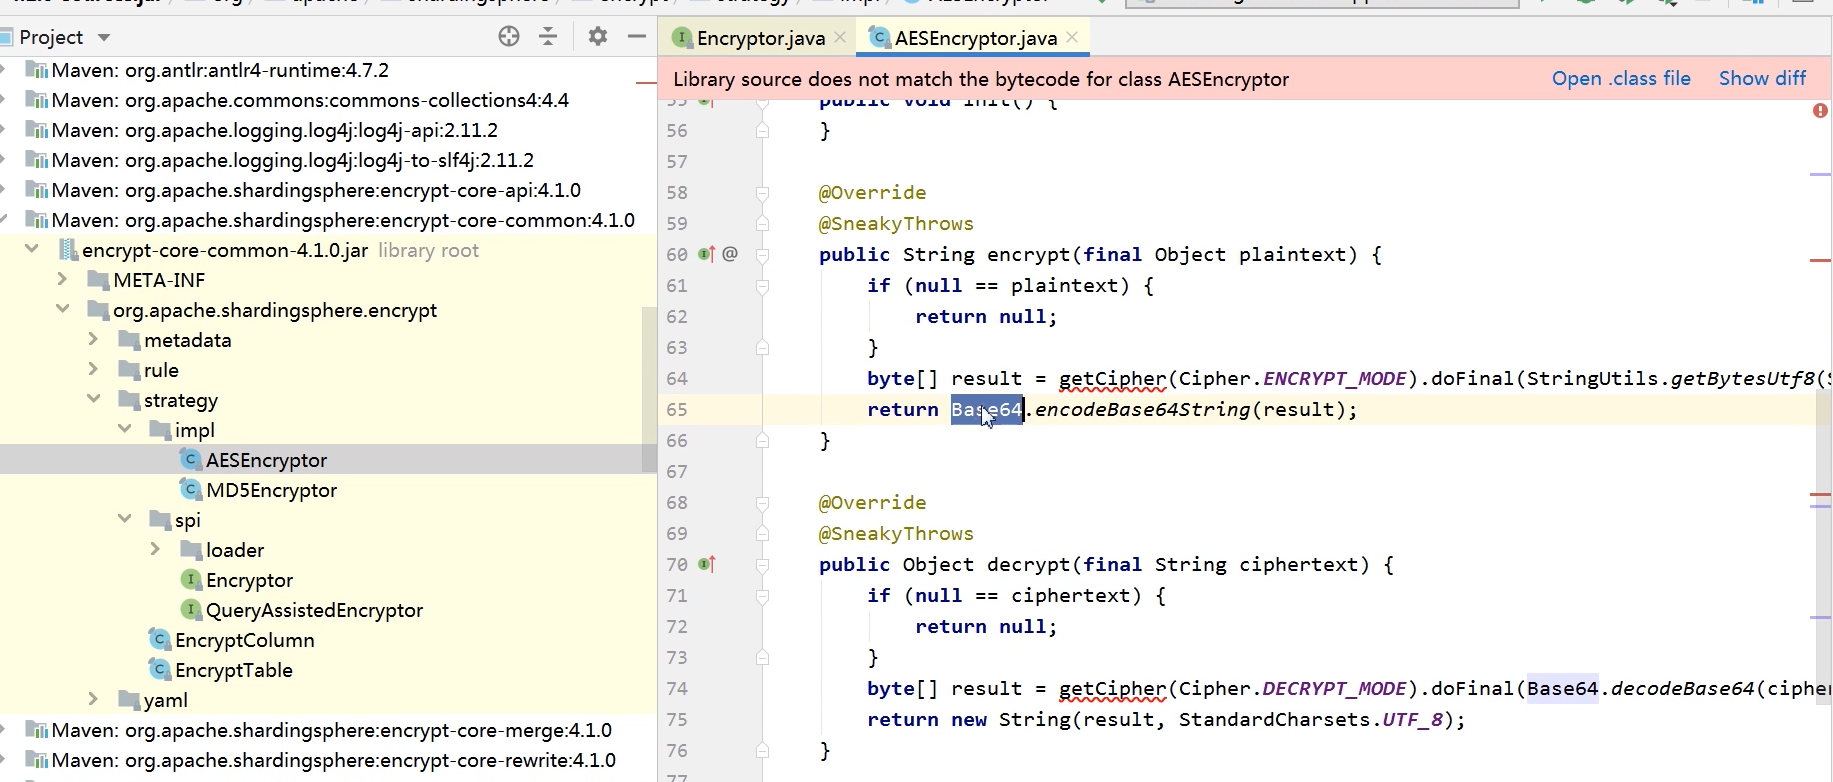 Project
Encryptor.java
AESEncryptor.java
Library source does not match the bytecode for class AESEncryptor
Open .class file
Show diff
Maven: org.antlr:antlr4-runtime:4.7.2
Maven: org.apache.commons:commons-collections4:4.4
Maven: org.apache.logging.log4j:log4j-api:2.11.2
Maven: org.apache.logging.log4j:log4j-to-slf4j:2.11.2
Maven: org.apache.shardingsphere:encrypt-core-api:4.1.0
Maven: org.apache.shardingsphere:encrypt-core-common:4.1.0
encrypt-core-common-4.1.0.jar library root
META-INF
org.apache.shardingsphere.encrypt
metadata
rule
strategy
impl
AESEncryptor
MD5Encryptor
spi
loader
Encryptor
QueryAssistedEncryptor
EncryptColumn
EncryptTable
yaml
Maven: org.apache.shardingsphere:encrypt-core-merge:4.1.0
Maven: org.apache.shardingsphere:encrypt-core-rewrite:4.1.0
55 public void init() {
56 }
57
58 @Override
59 @SneakyThrows
60 @ public String encrypt(final Object plaintext) {
61 if (null == plaintext) {
62 return null;
63 }
64 byte[] result = getCipher(Cipher.ENCRYPT_MODE).doFinal(StringUtils.getBytesUtf8(
65 return Base64.encodeBase64String(result);
66 }
67
68 @Override
69 @SneakyThrows
70 public Object decrypt(final String ciphertext) {
71 if (null == ciphertext) {
72 return null;
73 }
74 byte[] result = getCipher(Cipher.DECRYPT_MODE).doFinal(Base64.decodeBase64(cipher
75 return new String(result, StandardCharsets.UTF_8);
76 }